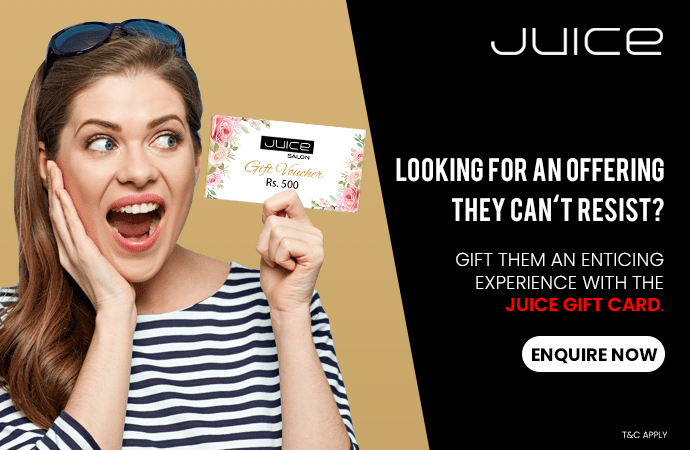 JUICE
SALON
Gift Voucher
Rs. 500
JUICE
LOOKING FOR AN OFFERING
THEY CAN'T RESIST?
GIFT THEM AN ENTICING
EXPERIENCE WITH THE
JUICE GIFT CARD.
ENQUIRE NOW
T&C APPLY